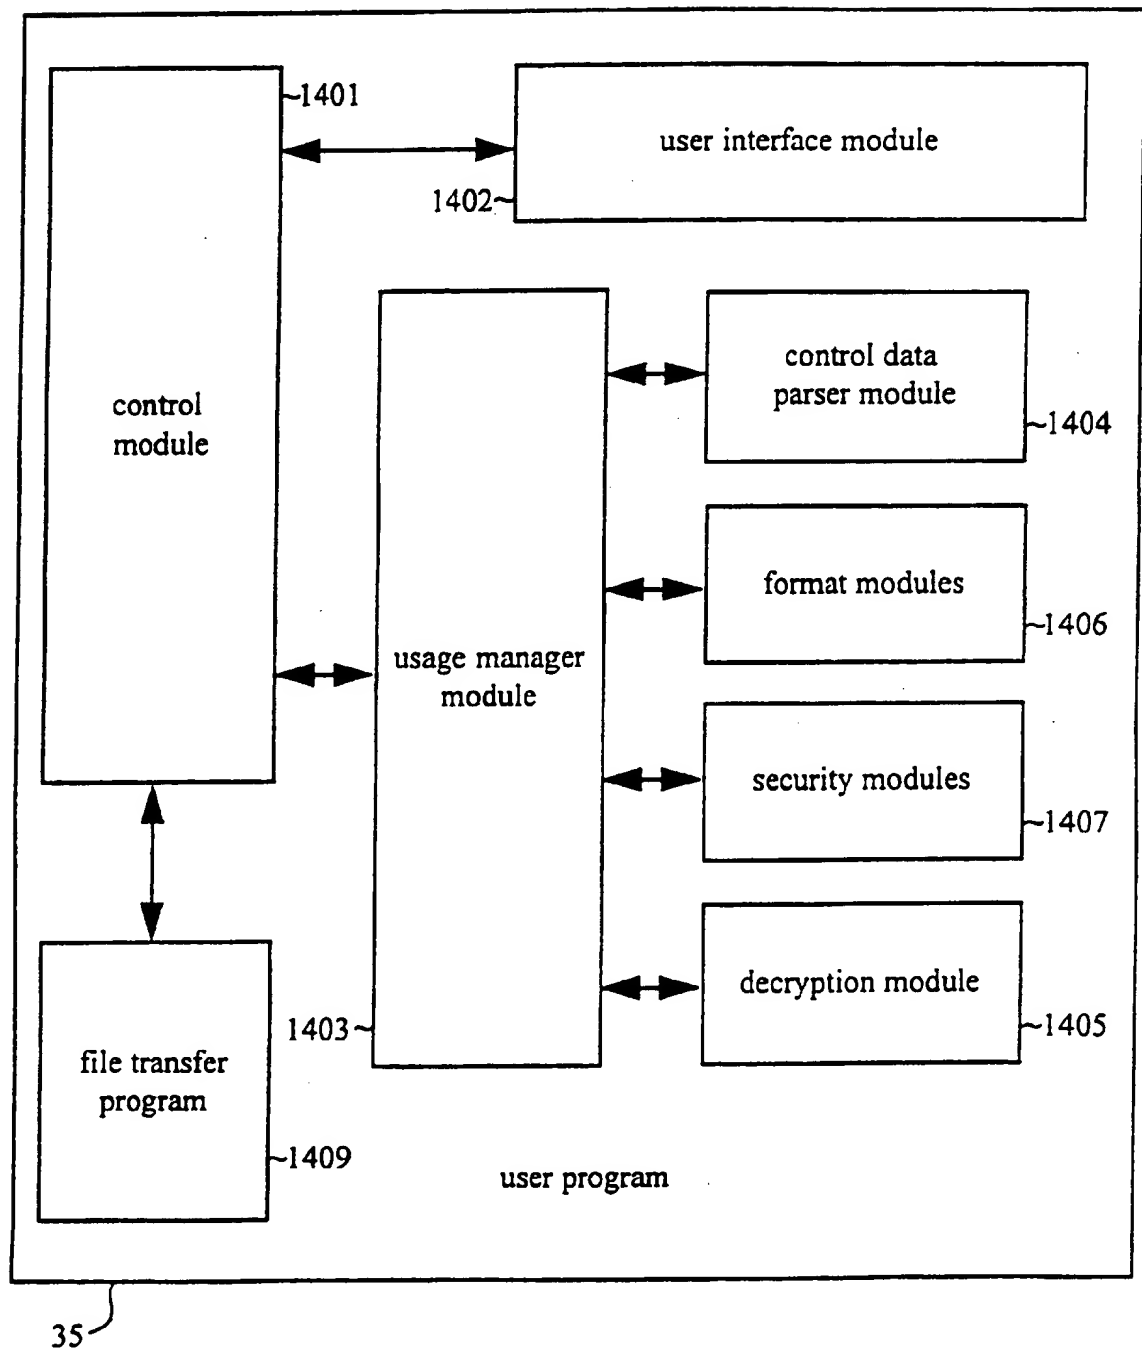 1401
user interface module
1402
control
module
control data
parser module
1404
format modules
1406
usage manager
module
security modules
1407
decryption module
1405
1403
file transfer
program
1409
user program
35